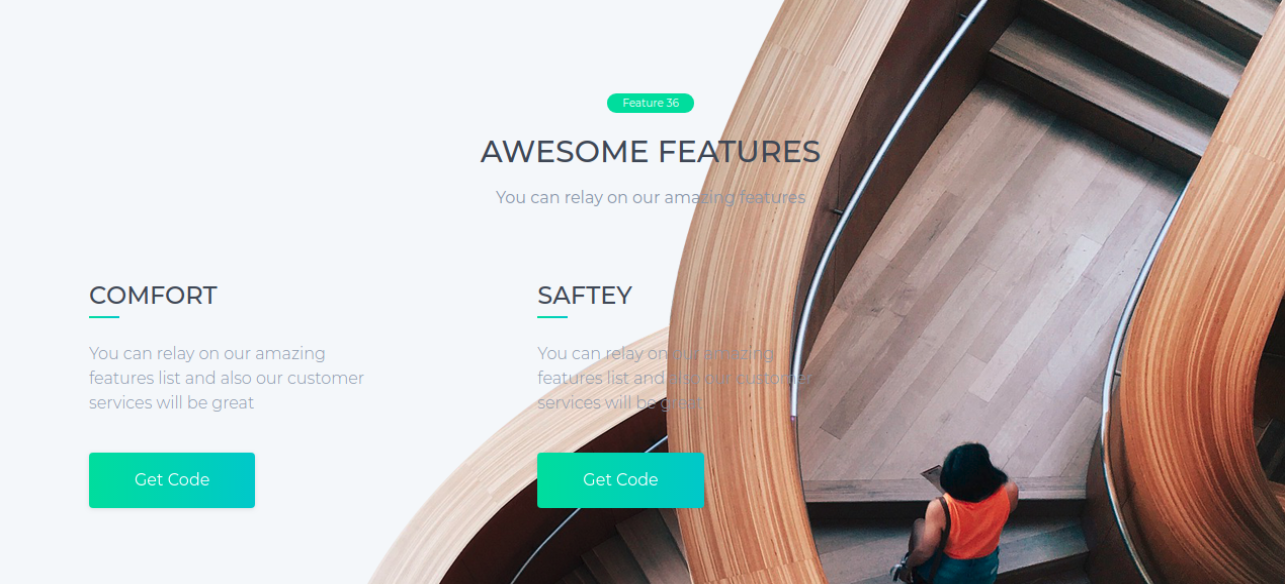 Feature 36
AWESOME FEATURES
You can relay on our amazing features
COMFORT
You can relay on our amazing
features list and also our customer
services will be great
Get Code
SAFTEY
You can relay on our amazing
features list and also our customer
services will be great
Get Code